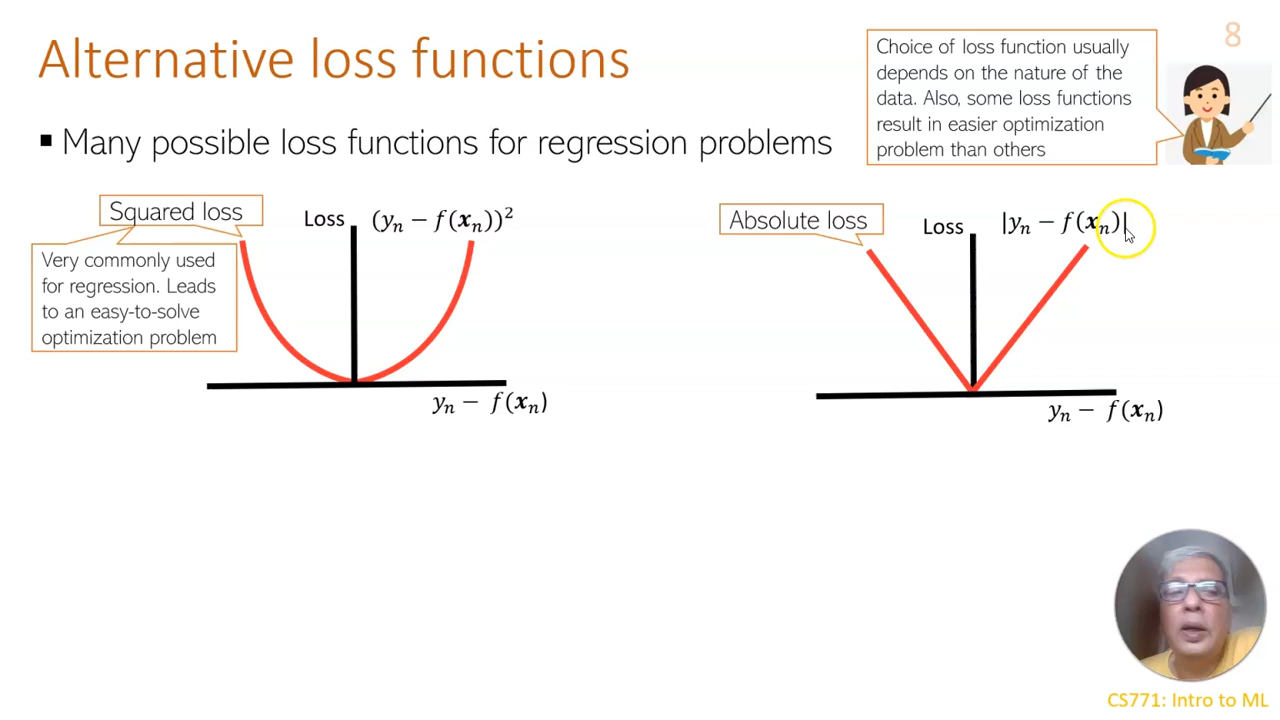 Alternative loss functions
8
Choice of loss function usually
depends on the nature of the
data. Also, some loss functions
result in easier optimization
problem than others
▪ Many possible loss functions for regression problems
Squared loss
Loss
(yₙ − f(𝒙ₙ))²
Very commonly used
for regression. Leads
to an easy-to-solve
optimization problem
yₙ − f(𝒙ₙ)
Absolute loss
Loss
|yₙ − f(𝒙ₙ)|
yₙ − f(𝒙ₙ)
CS771: Intro to ML